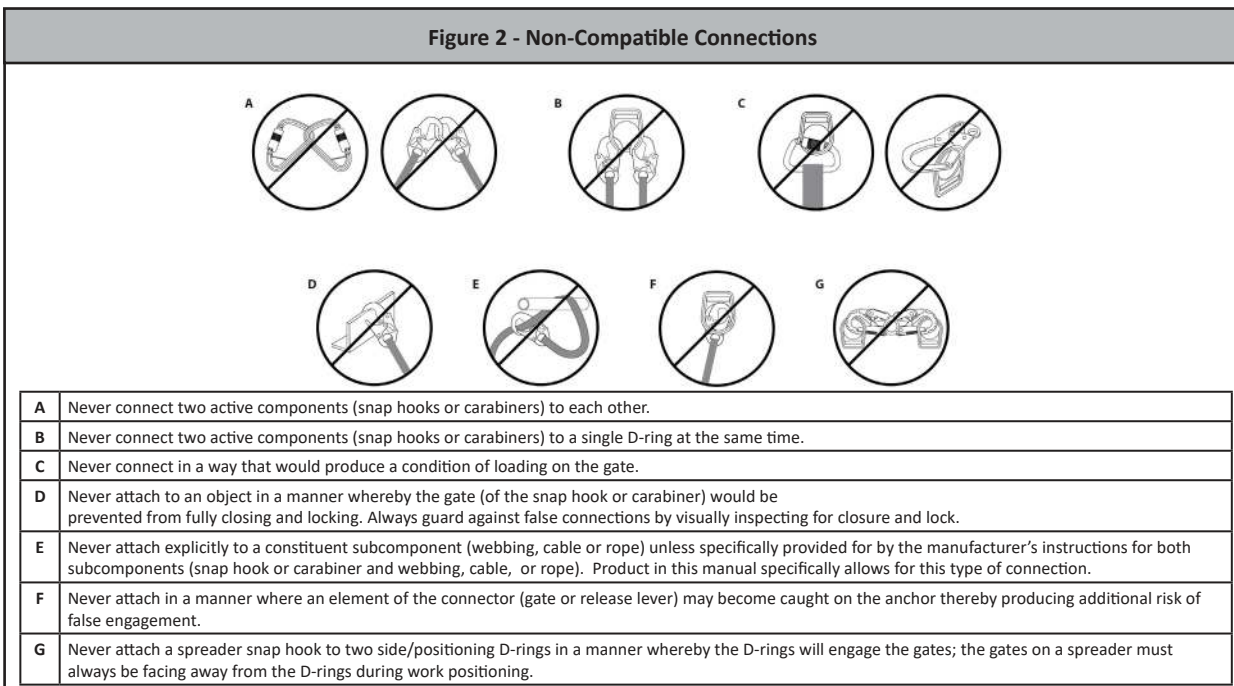 Figure 2 - Non-Compatible Connections
A
B
C
D
E
F
G
A Never connect two active components (snap hooks or carabiners) to each other.
B Never connect two active components (snap hooks or carabiners) to a single D-ring at the same time.
C Never connect in a way that would produce a condition of loading on the gate.
D Never attach to an object in a manner whereby the gate (of the snap hook or carabiner) would be
prevented from fully closing and locking. Always guard against false connections by visually inspecting for closure and lock.
E Never attach explicitly to a constituent subcomponent (webbing, cable or rope) unless specifically provided for by the manufacturer's instructions for both
subcomponents (snap hook or carabiner and webbing, cable, or rope). Product in this manual specifically allows for this type of connection.
F Never attach in a manner where an element of the connector (gate or release lever) may become caught on the anchor thereby producing additional risk of
false engagement.
G Never attach a spreader snap hook to two side/positioning D-rings in a manner whereby the D-rings will engage the gates; the gates on a spreader must
always be facing away from the D-rings during work positioning.